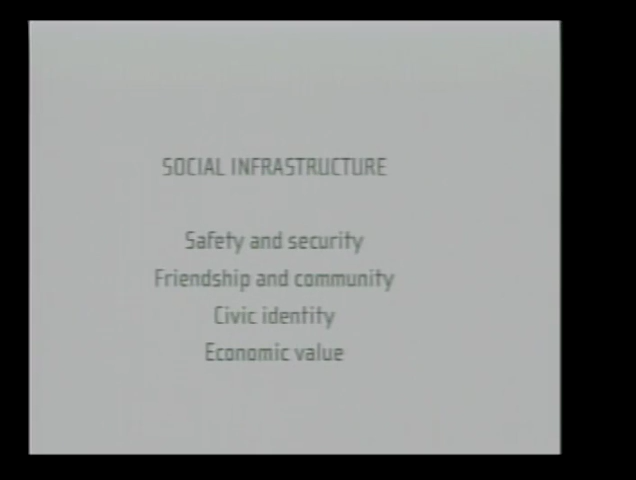 SOCIAL INFRASTRUCTURE
Safety and security
Friendship and community
Civic identity
Economic value